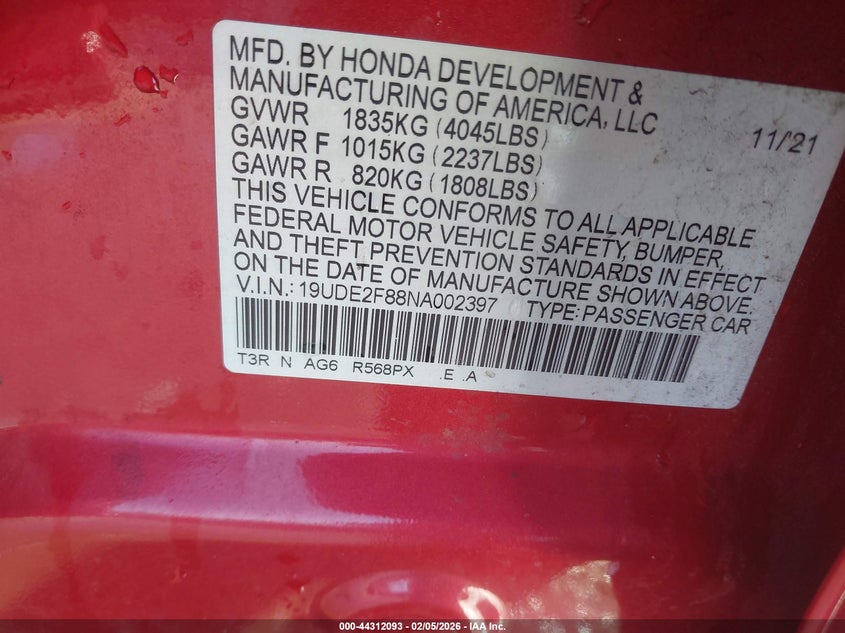 MFD. BY HONDA DEVELOPMENT &
MANUFACTURING OF AMERICA, LLC
GVWR 1835KG (4045LBS) 11/21
GAWR F 1015KG (2237LBS)
GAWR R 820KG (1808LBS)
THIS VEHICLE CONFORMS TO ALL APPLICABLE
FEDERAL MOTOR VEHICLE SAFETY, BUMPER,
AND THEFT PREVENTION STANDARDS IN EFFECT
ON THE DATE OF MANUFACTURE SHOWN ABOVE.
V.I.N.: 19UDE2F88NA002397 TYPE: PASSENGER CAR
T3R N AG6 R568PX .E .A
000-44312093 - 02/05/2026 - IAA Inc.